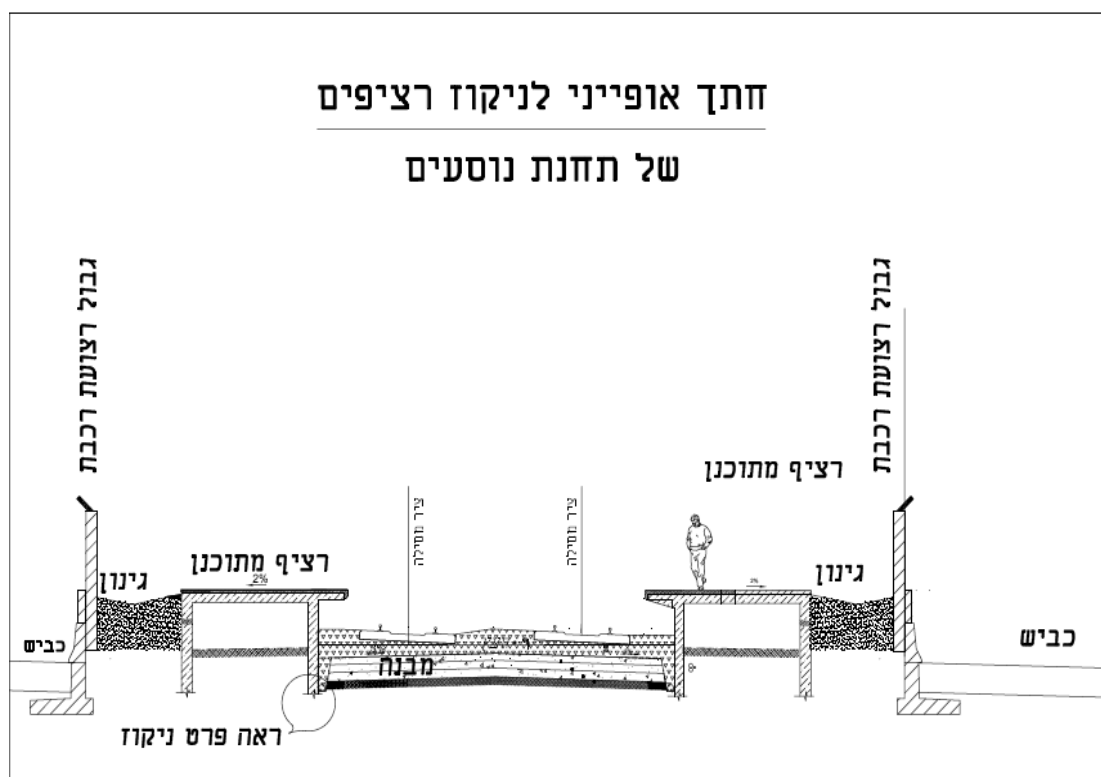 חתך אופייני לניקוז רציפים
של תחנת נוסעים
גבול רצועת רכבת
גבול רצועת רכבת
רציף מתוכנן
ציר מסילה
ציר מסילה
רציף מתוכנן
2%
גינון
גינון
כביש
כביש
מבנה
ראה פרט ניקוז